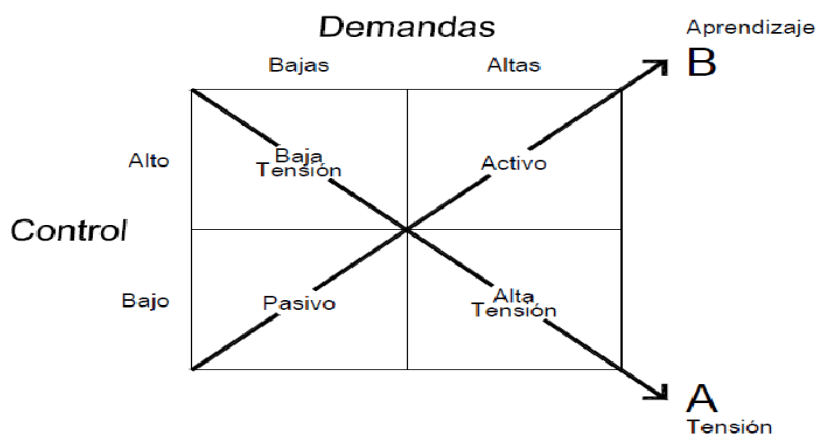 Demandas
Aprendizaje
B
Bajas
Altas
Alto
Baja
Tensión
Activo
Control
Bajo
Pasivo
Alta
Tensión
A
Tensión